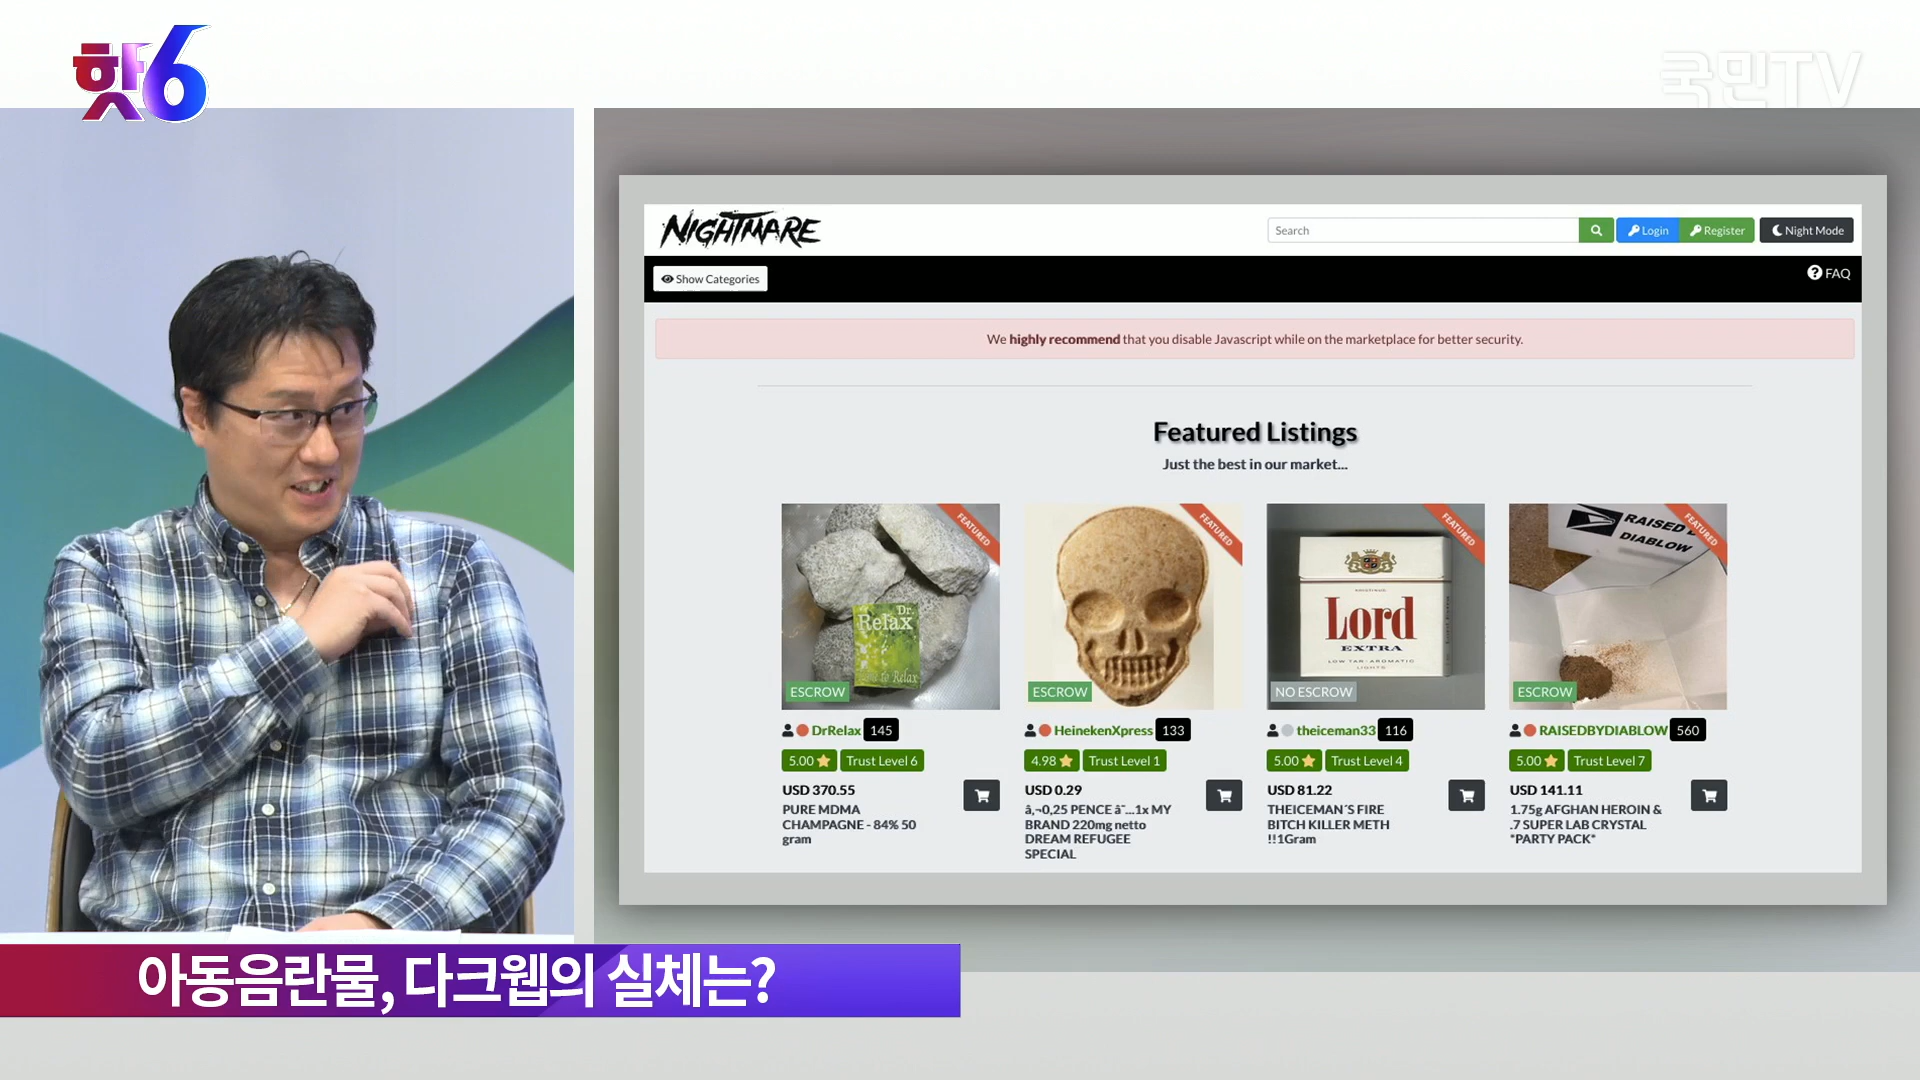 핫6
국민TV
NIGHTMARE
Search
Login
Register
Night Mode
Show Categories
FAQ
We highly recommend that you disable Javascript while on the marketplace for better security.
Featured Listings
Just the best in our market...
FEATURED
Dr.
Relax
to Relax
ESCROW
DrRelax 145
5.00 Trust Level 6
USD 370.55
PURE MDMA
CHAMPAGNE - 84% 50
gram
FEATURED
ESCROW
HeinekenXpress 133
4.98 Trust Level 1
USD 0.29
â,¬0,25 PENCE â¯...1x MY
BRAND 220mg netto
DREAM REFUGEE
SPECIAL
FEATURED
Lord
EXTRA
LOW TAR-AROMATIC
LIGHTS
NO ESCROW
theiceman33 116
5.00 Trust Level 4
USD 81.22
THEICEMAN´S FIRE
BITCH KILLER METH
!!1Gram
FEATURED
RAISED B
DIABLOW
ESCROW
RAISEDBYDIABLOW 560
5.00 Trust Level 7
USD 141.11
1.75g AFGHAN HEROIN &
.7 SUPER LAB CRYSTAL
"PARTY PACK"
아동음란물, 다크웹의 실체는?